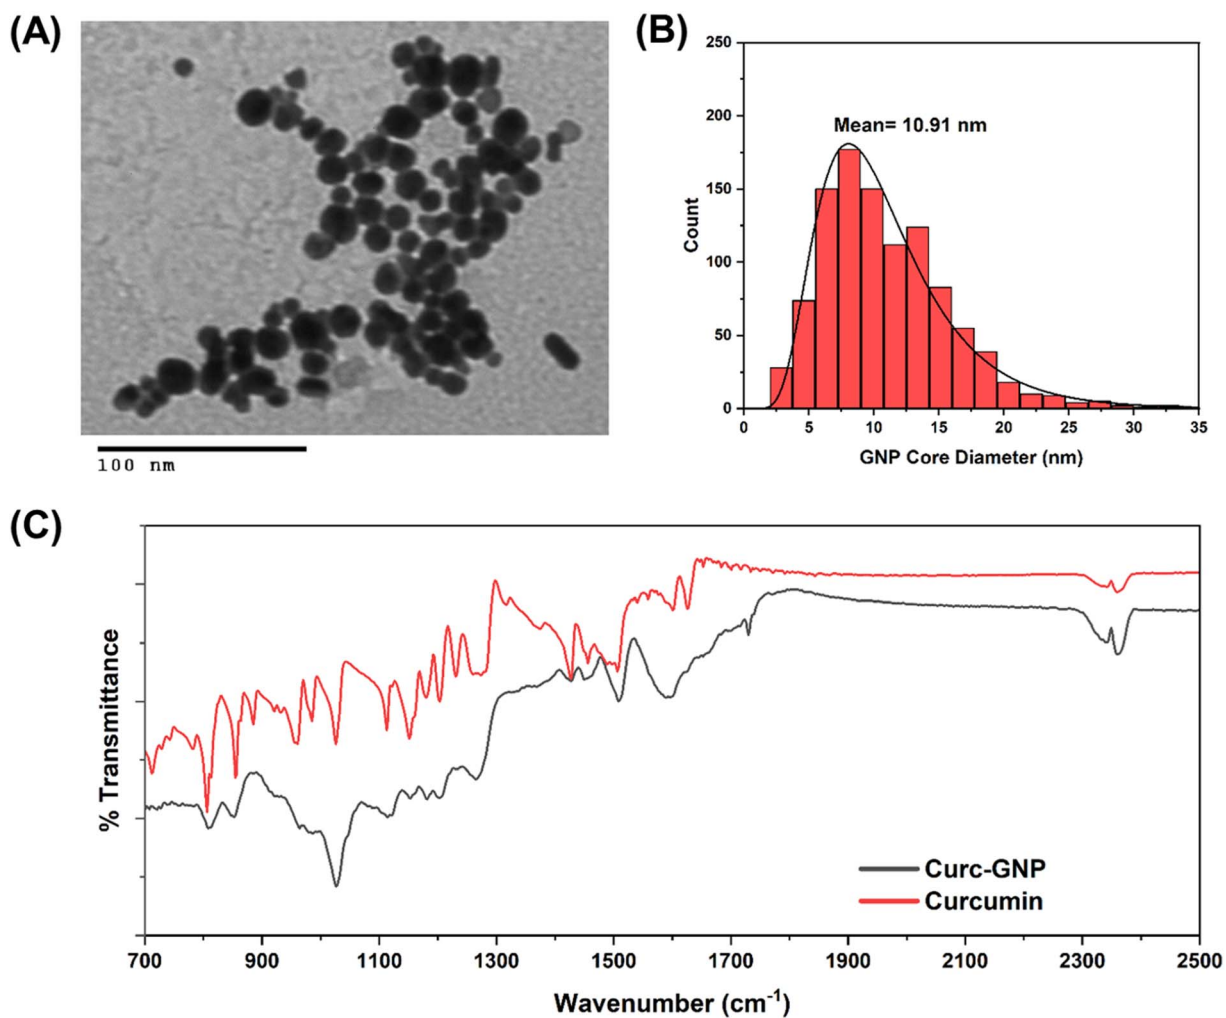 (A)
100 nm
(B)
250
200
150
100
50
0
Count
Mean= 10.91 nm
0 5 10 15 20 25 30 35
GNP Core Diameter (nm)
(C)
% Transmittance
Curc-GNP
Curcumin
700 900 1100 1300 1500 1700 1900 2100 2300 2500
Wavenumber (cm⁻¹)